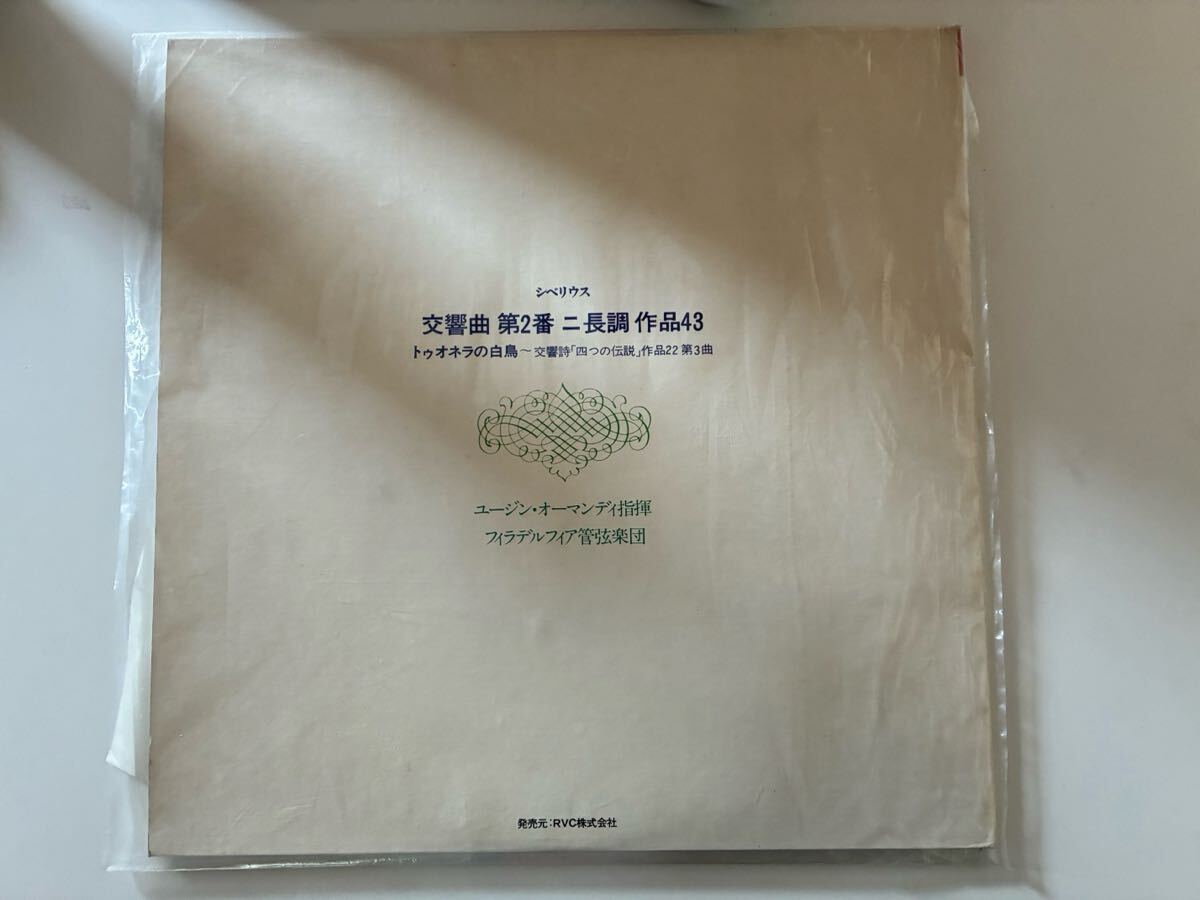 シベリウス
交響曲 第2番 ニ長調 作品43
トゥオネラの白鳥〜交響詩「四つの伝説」作品22 第3曲
ユージン・オーマンディ指揮
フィラデルフィア管弦楽団
発売元:RVC株式会社